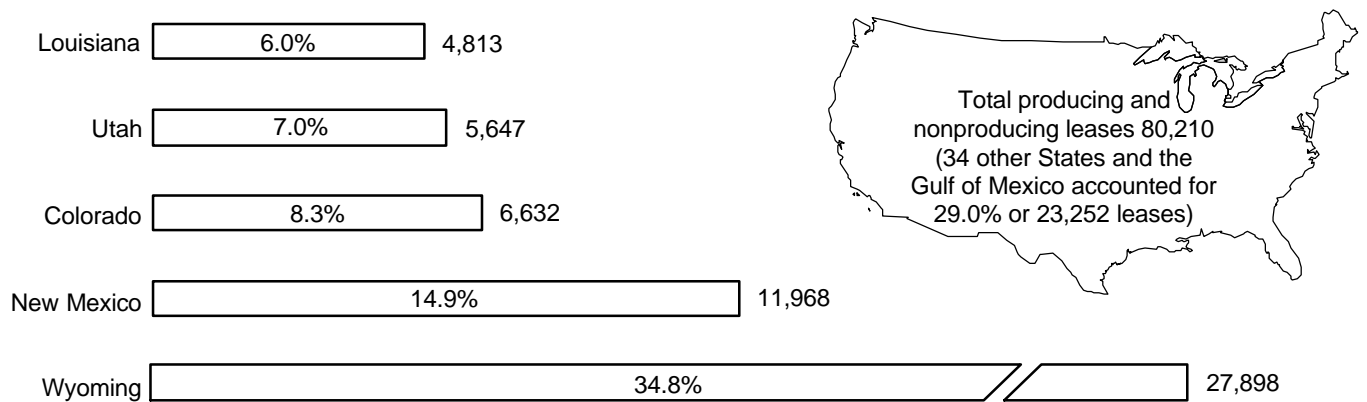 Louisiana 6.0% 4,813
Utah 7.0% 5,647
Colorado 8.3% 6,632
New Mexico 14.9% 11,968
Wyoming 34.8% 27,898
Total producing and
nonproducing leases 80,210
(34 other States and the
Gulf of Mexico accounted for
29.0% or 23,252 leases)